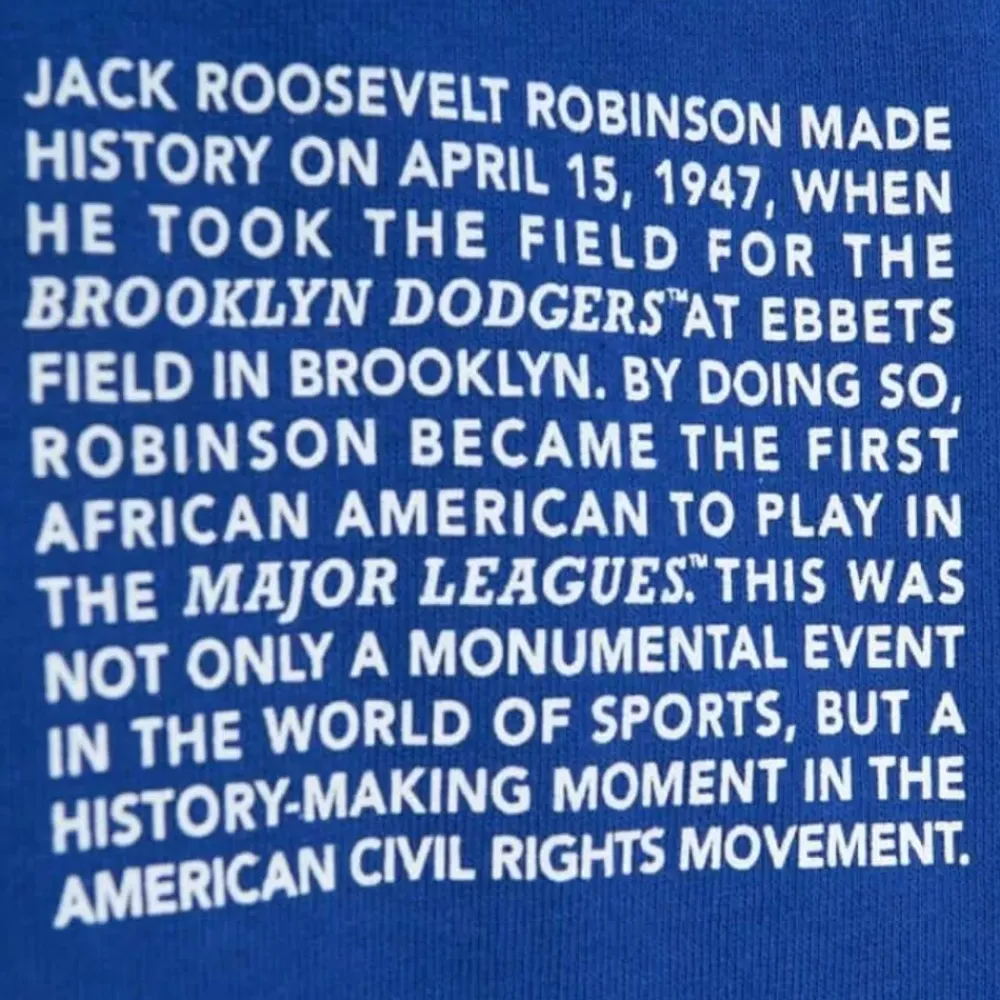 JACK ROOSEVELT ROBINSON MADE
HISTORY ON APRIL 15, 1947, WHEN
HE TOOK THE FIELD FOR THE
BROOKLYN DODGERS™ AT EBBETS
FIELD IN BROOKLYN. BY DOING SO,
ROBINSON BECAME THE FIRST
AFRICAN AMERICAN TO PLAY IN
THE MAJOR LEAGUES.™ THIS WAS
NOT ONLY A MONUMENTAL EVENT
IN THE WORLD OF SPORTS, BUT A
HISTORY-MAKING MOMENT IN THE
AMERICAN CIVIL RIGHTS MOVEMENT.